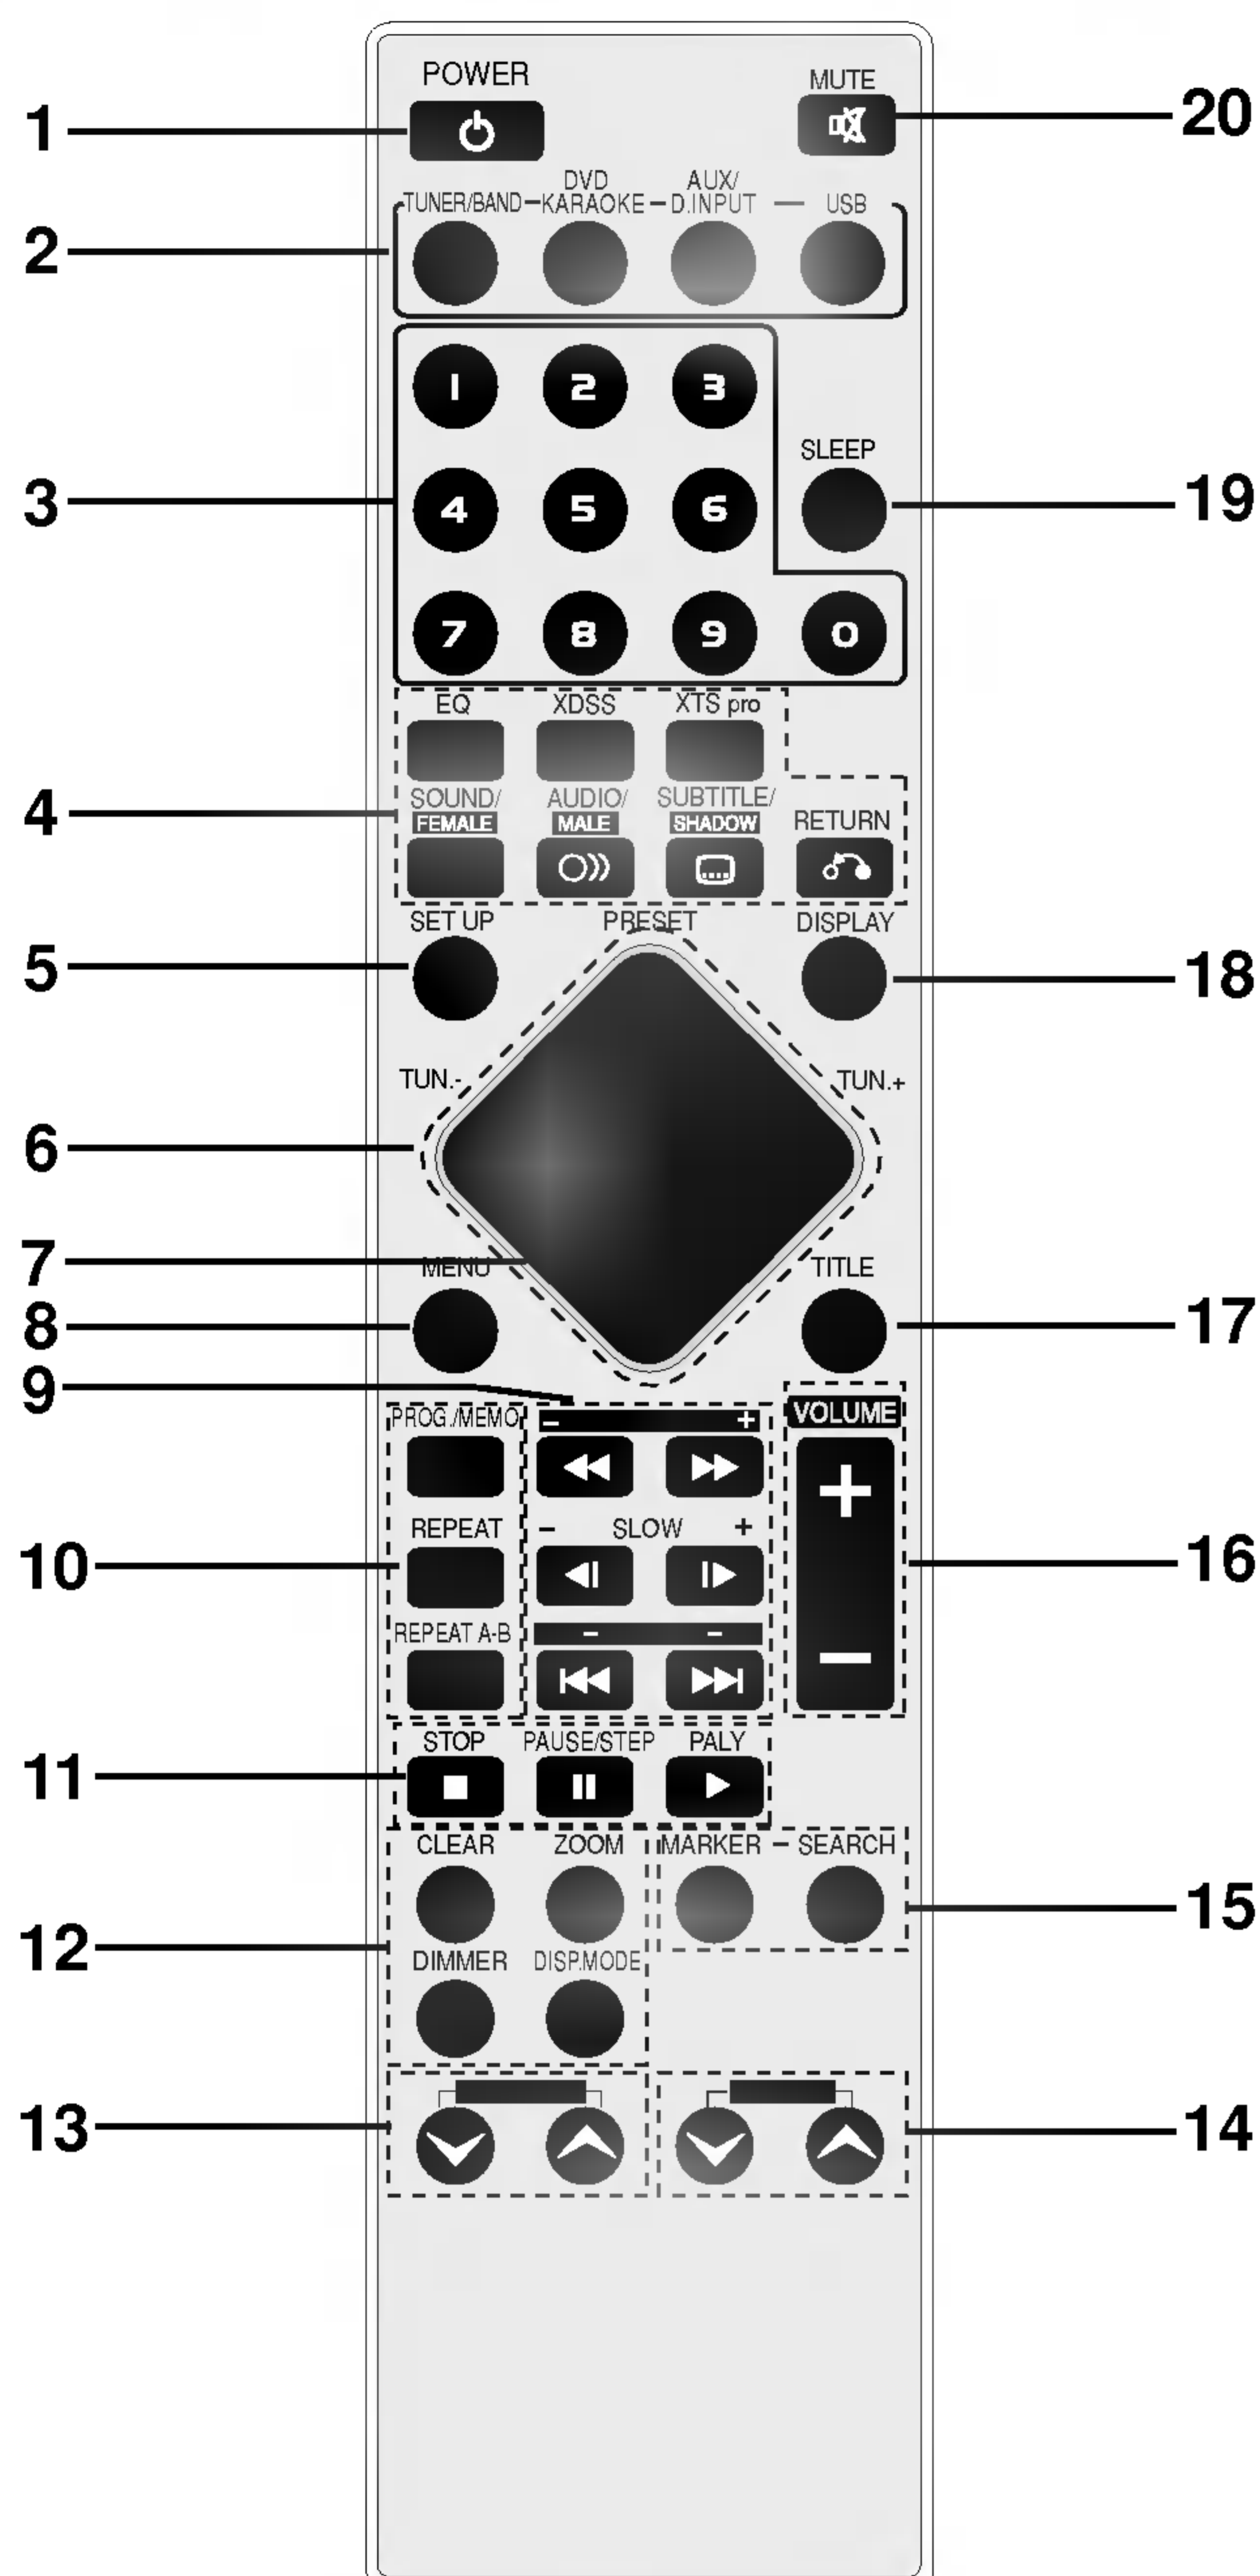 POWER MUTE
1 20
TUNER/BAND DVD KARAOKE AUX/ D.INPUT USB
2
1 2 3
SLEEP
3 4 5 6 19
7 8 9 0
EQ XDSS XTS pro
4
SOUND/ AUDIO/ SUBTITLE/
FEMALE MALE SHADOW RETURN
SET UP PRESET DISPLAY
5 18
TUN.- TUN.+
6
7 MENU TITLE
8 17
9
PROG./MEMO - + VOLUME
+
REPEAT - SLOW +
10 16
REPEAT A-B - -
-
STOP PAUSE/STEP PALY
11
CLEAR ZOOM MARKER - SEARCH
15
12
DIMMER DISP.MODE
13 14